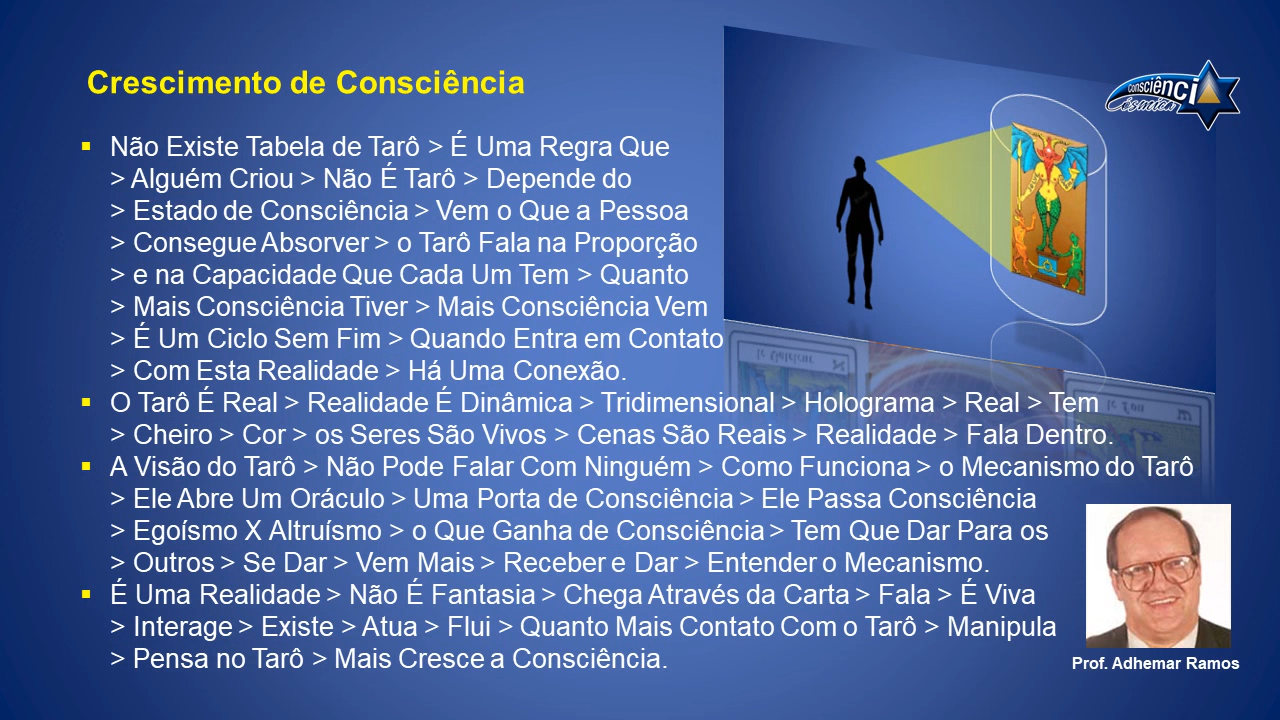 Crescimento de Consciência
Consciênci
Cósmica
Não Existe Tabela de Tarô > É Uma Regra Que
> Alguém Criou > Não É Tarô > Depende do
> Estado de Consciência > Vem o Que a Pessoa
> Consegue Absorver > o Tarô Fala na Proporção
> e na Capacidade Que Cada Um Tem > Quanto
> Mais Consciência Tiver > Mais Consciência Vem
> É Um Ciclo Sem Fim > Quando Entra em Contato
> Com Esta Realidade > Há Uma Conexão.
O Tarô É Real > Realidade É Dinâmica > Tridimensional > Holograma > Real > Tem
> Cheiro > Cor > os Seres São Vivos > Cenas São Reais > Realidade > Fala Dentro.
A Visão do Tarô > Não Pode Falar Com Ninguém > Como Funciona > o Mecanismo do Tarô
> Ele Abre Um Oráculo > Uma Porta de Consciência > Ele Passa Consciência
> Egoísmo X Altruísmo > o Que Ganha de Consciência > Tem Que Dar Para os
> Outros > Se Dar > Vem Mais > Receber e Dar > Entender o Mecanismo.
É Uma Realidade > Não É Fantasia > Chega Através da Carta > Fala > É Viva
> Interage > Existe > Atua > Flui > Quanto Mais Contato Com o Tarô > Manipula
> Pensa no Tarô > Mais Cresce a Consciência.
Prof. Adhemar Ramos